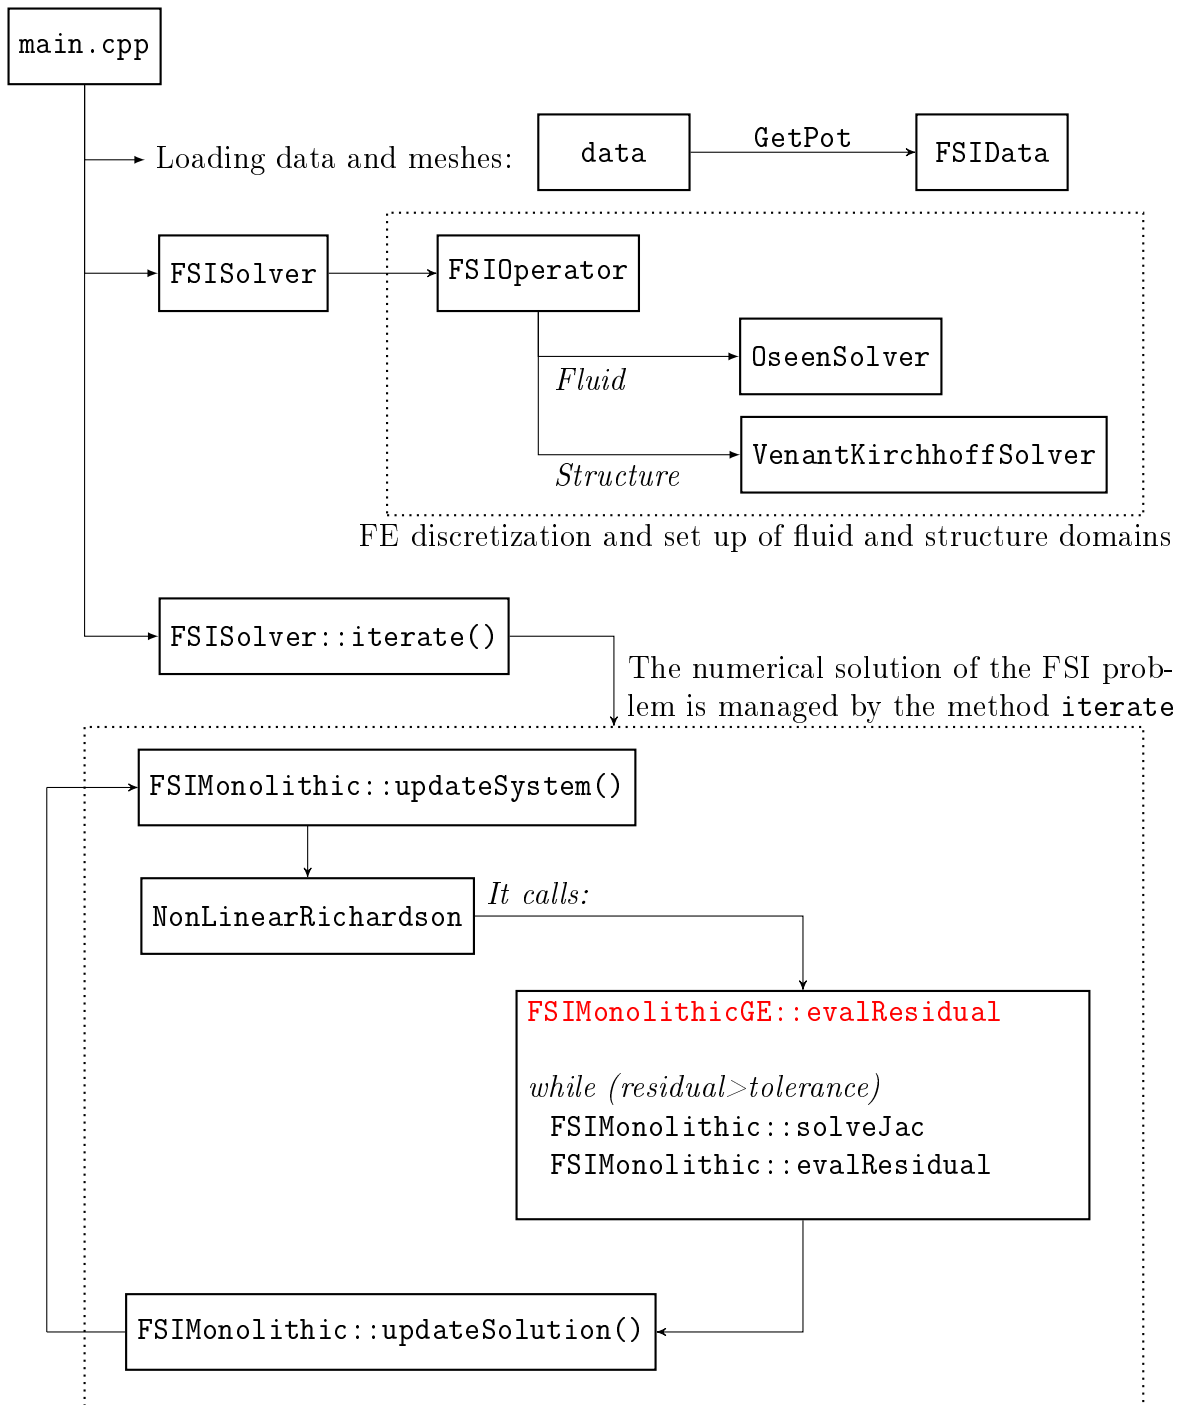 main.cpp
Loading data and meshes:
data
GetPot
FSIData
FSISolver
FSIOperator
OseenSolver
Fluid
VenantKirchhoffSolver
Structure
FE discretization and set up of fluid and structure domains
FSISolver::iterate()
The numerical solution of the FSI prob-
lem is managed by the method iterate
FSIMonolithic::updateSystem()
NonLinearRichardson
It calls:
FSIMonolithicGE::evalResidual
while (residual>tolerance)
FSIMonolithic::solveJac
FSIMonolithic::evalResidual
FSIMonolithic::updateSolution()